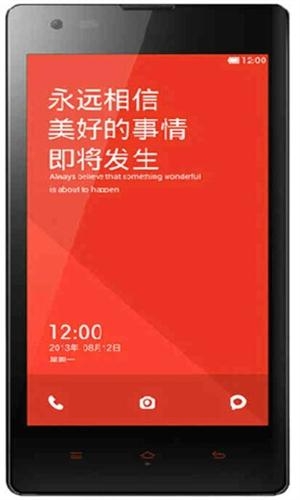 12:00
永远相信
美好的事情
即将发生
Always believe that something wonderful
is about to happen
12:00
2013年 08月12日
星期一